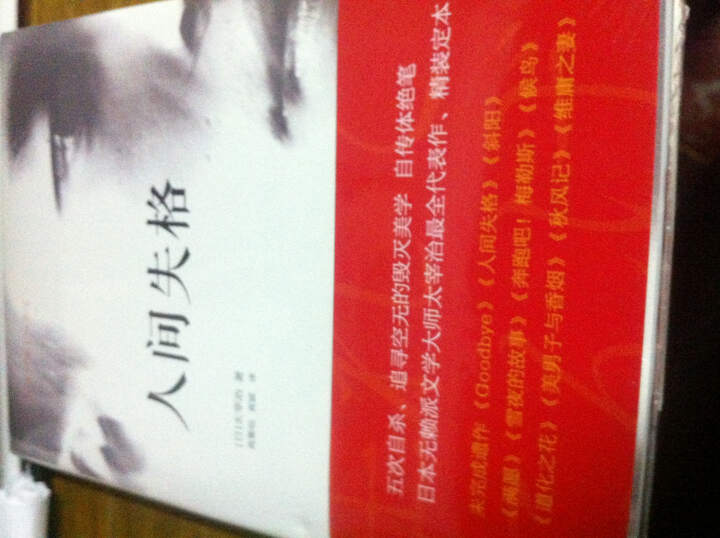 人间失格
[日]太宰治 著
五次自杀、追寻空无的毁灭美学 自传体绝笔
日本无赖派文学大师太宰治最全代表作、精装定本
未完成遗作《Goodbye》《人间失格》《斜阳》
《满愿》《雪夜的故事》《奔跑吧!梅勒斯》《候鸟》
《道化之花》《美男子与香烟》《秋风记》《维庸之妻》